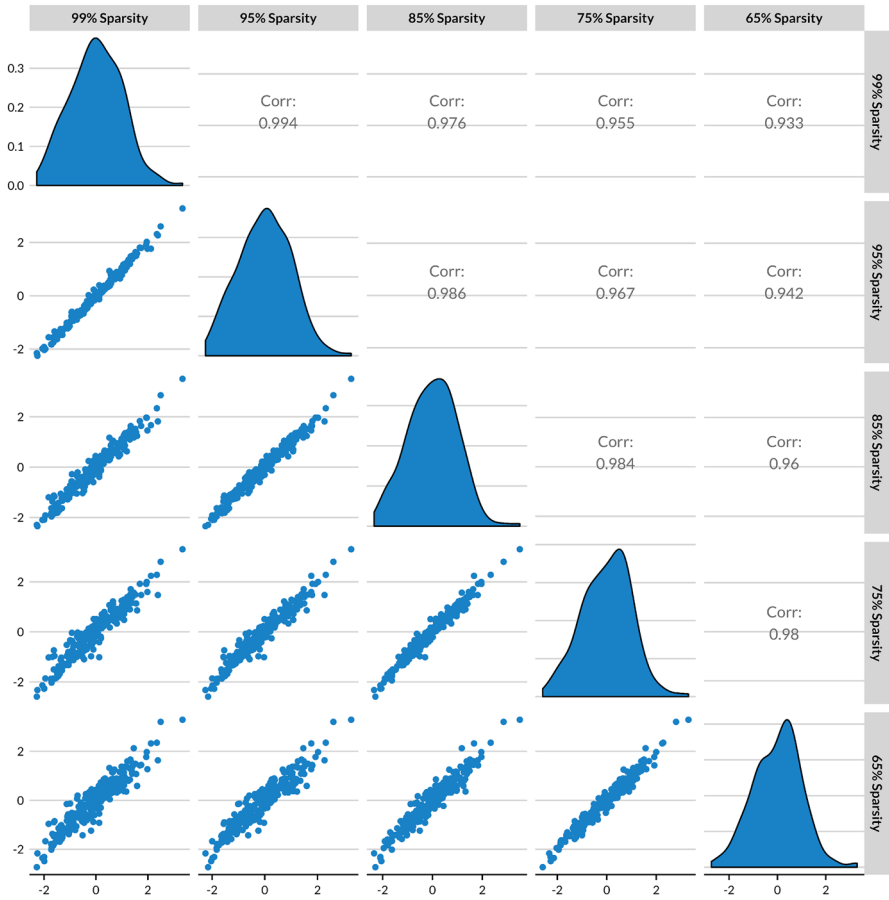 99% Sparsity 95% Sparsity 85% Sparsity 75% Sparsity 65% Sparsity
0.3
0.2
0.1
0.0
Corr:
0.994
Corr:
0.976
Corr:
0.955
Corr:
0.933
99% Sparsity
2
0
-2
Corr:
0.986
Corr:
0.967
Corr:
0.942
95% Sparsity
2
0
-2
Corr:
0.984
Corr:
0.96
85% Sparsity
2
0
-2
Corr:
0.98
75% Sparsity
2
0
-2
65% Sparsity
-2 0 2 -2 0 2 -2 0 2 -2 0 2 -2 0 2